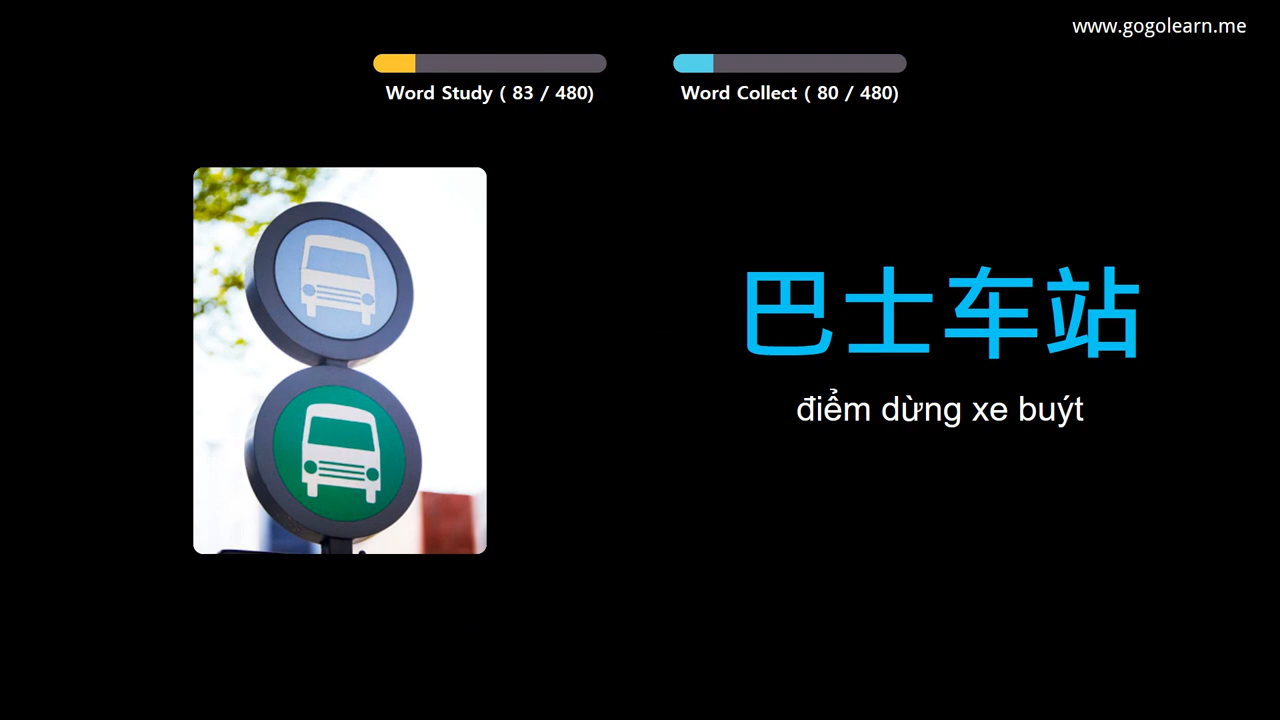 www.gogolearn.me
Word Study ( 83 / 480)
Word Collect ( 80 / 480)
巴士车站
điểm dừng xe buýt